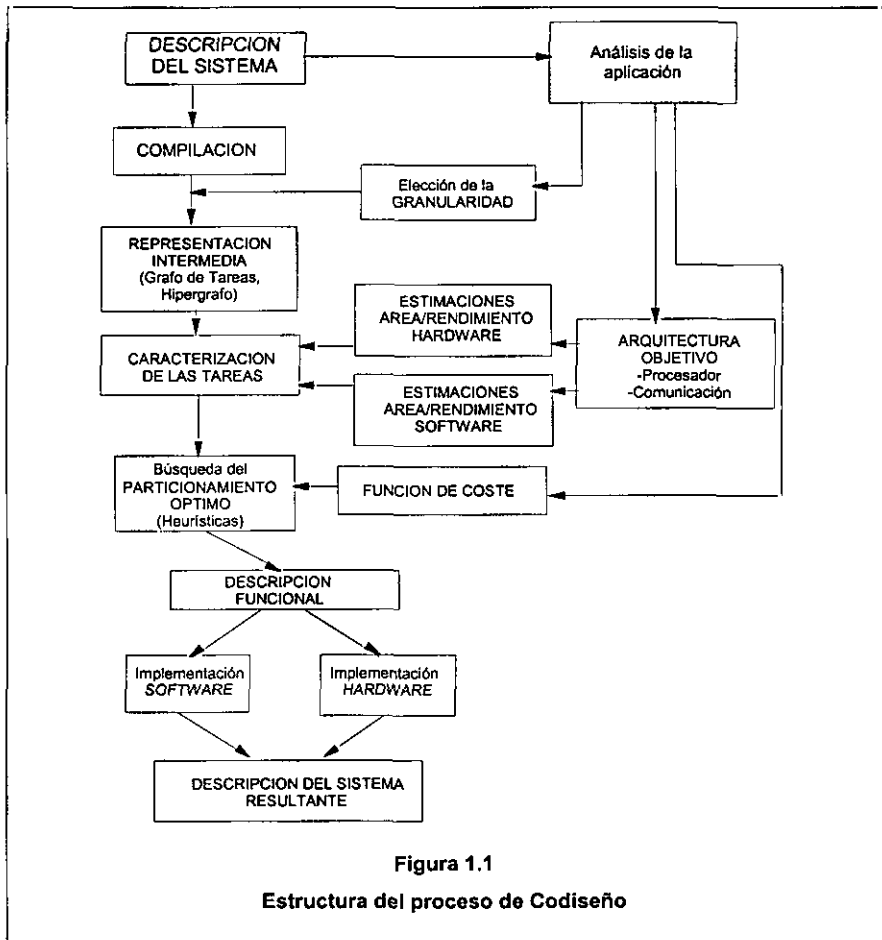 DESCRIPCION
DEL SISTEMA
Análisis de la
aplicación
COMPILACION
Elección de la
GRANULARIDAD
REPRESENTACION
INTERMEDIA
(Grafo de Tareas,
Hipergrafo)
ESTIMACIONES
AREA/RENDIMIENTO
HARDWARE
ARQUITECTURA
OBJETIVO
-Procesador
-Comunicación
CARACTERIZACION
DE LAS TAREAS
ESTIMACIONES
AREA/RENDIMIENTO
SOFTWARE
Búsqueda del
PARTICIONAMIENTO
OPTIMO
(Heurísticas)
FUNCION DE COSTE
DESCRIPCION
FUNCIONAL
Implementación
SOFTWARE
Implementación
HARDWARE
DESCRIPCION DEL SISTEMA
RESULTANTE
Figura 1.1
Estructura del proceso de Codiseño